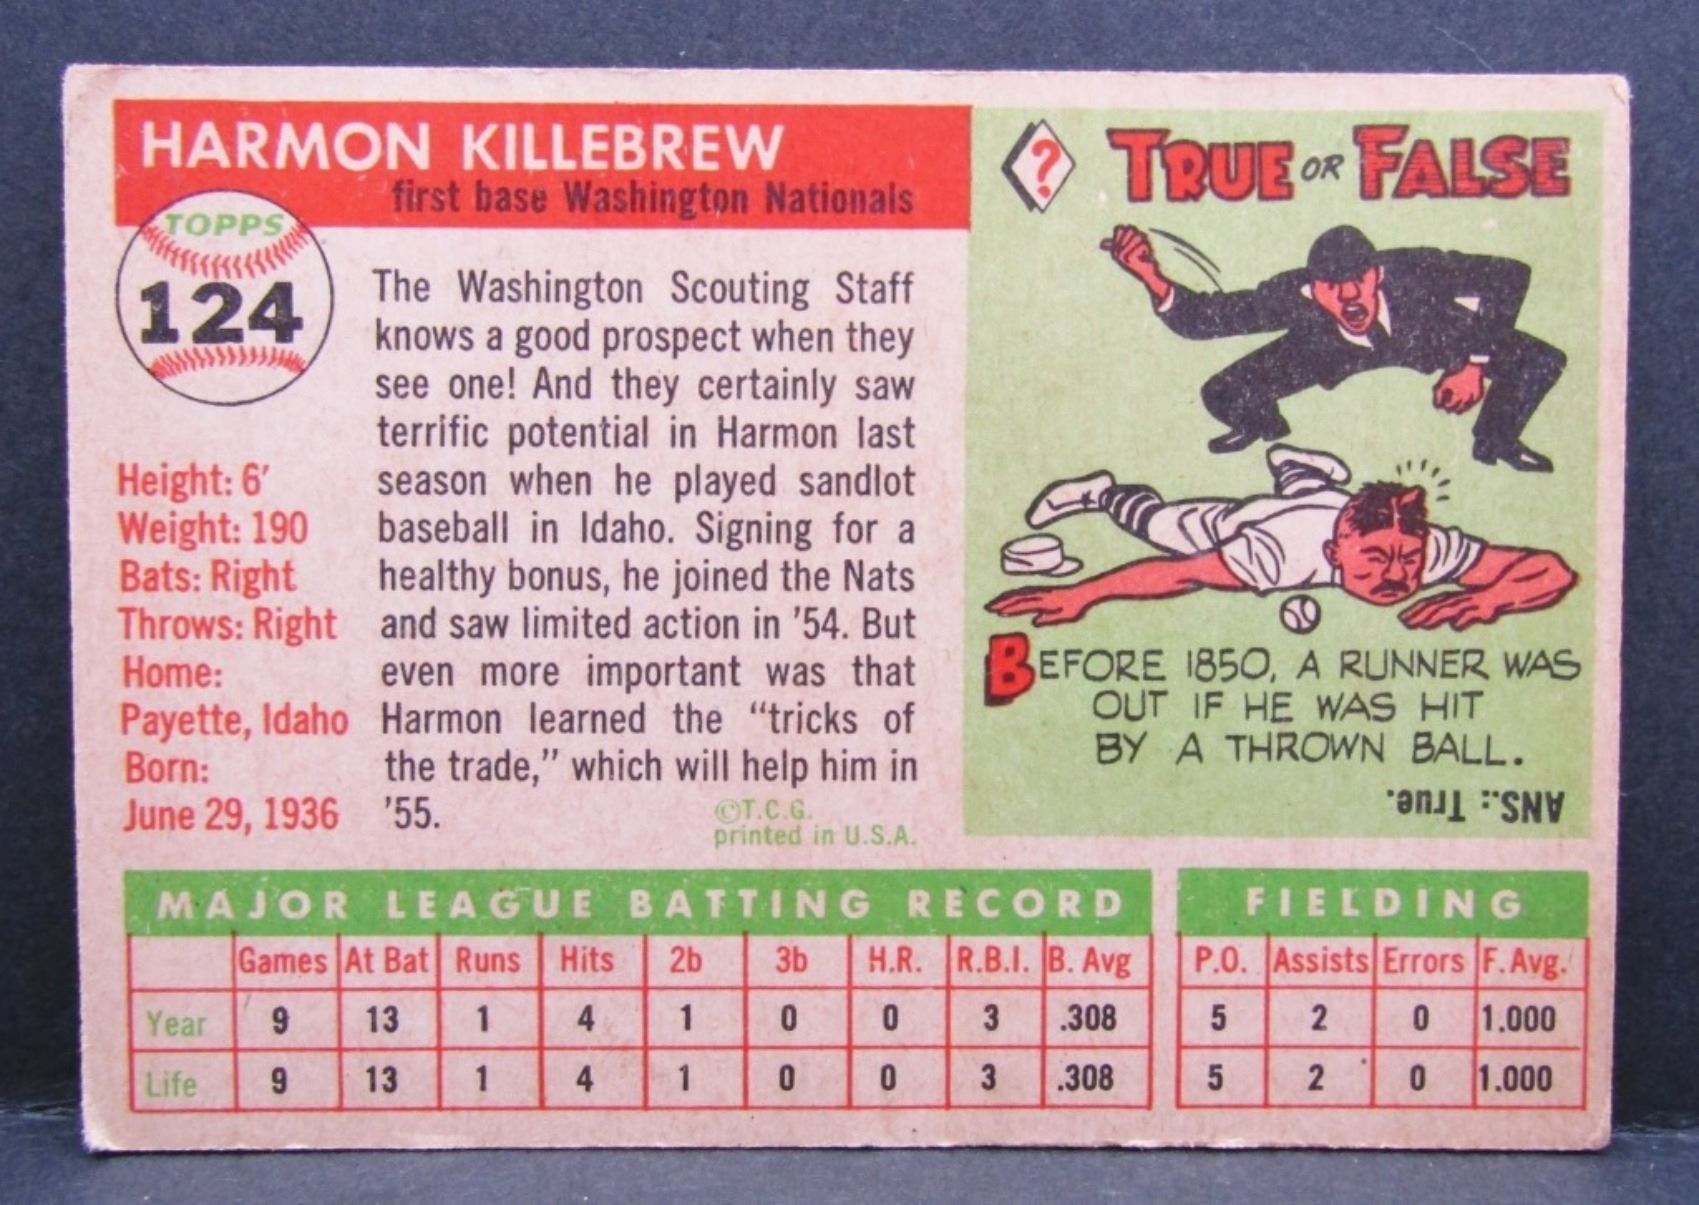 HARMON KILLEBREW
first base Washington Nationals
TOPPS
124
The Washington Scouting Staff
knows a good prospect when they
see one! And they certainly saw
terrific potential in Harmon last
season when he played sandlot
baseball in Idaho. Signing for a
healthy bonus, he joined the Nats
and saw limited action in '54. But
even more important was that
Harmon learned the “tricks of
the trade,” which will help him in
'55.
Height: 6'
Weight: 190
Bats: Right
Throws: Right
Home:
Payette, Idaho
Born:
June 29, 1936
©T.C.G.
printed in U.S.A.
?
TRUE OR FALSE
BEFORE 1850, A RUNNER WAS
OUT IF HE WAS HIT
BY A THROWN BALL.
ANS.: True.
MAJOR LEAGUE BATTING RECORD
Games At Bat Runs Hits 2b 3b H.R. R.B.I. B. Avg
Year 9 13 1 4 1 0 0 3 .308
Life 9 13 1 4 1 0 0 3 .308
FIELDING
P.O. Assists Errors F. Avg.
5 2 0 1.000
5 2 0 1.000